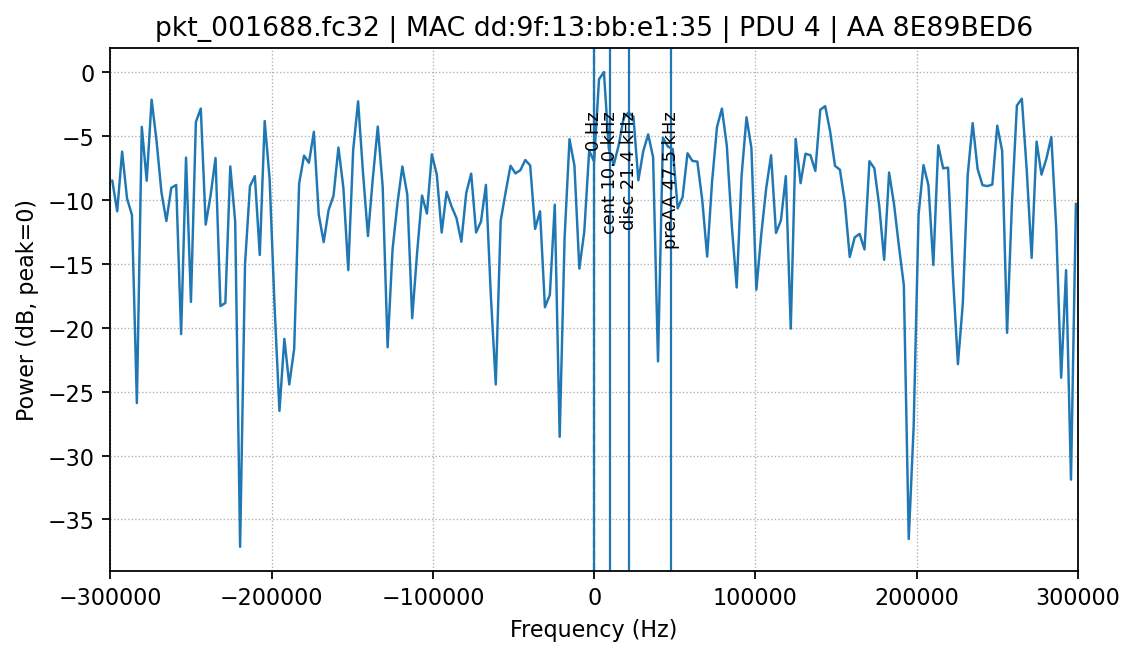 pkt_001688.fc32 | MAC dd:9f:13:bb:e1:35 | PDU 4 | AA 8E89BED6
Power (dB, peak=0)
0
−5
−10
−15
−20
−25
−30
−35
0 Hz
cent 10.0 kHz
disc 21.4 kHz
preAA 47.5 kHz
−300000
−200000
−100000
0
100000
200000
300000
Frequency (Hz)